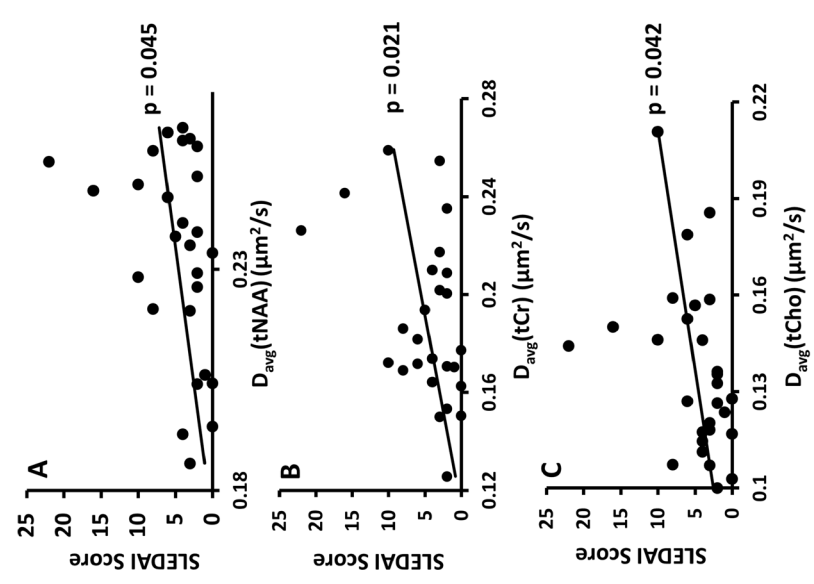 A
p = 0.045
25
20
15
10
5
0
SLEDAI Score
0.18
0.23
Davg(tNAA) (μm²/s)
B
p = 0.021
25
20
15
10
5
0
SLEDAI Score
0.12
0.16
0.2
0.24
0.28
Davg(tCr) (μm²/s)
C
p = 0.042
25
20
15
10
5
0
SLEDAI Score
0.1
0.13
0.16
0.19
0.22
Davg(tCho) (μm²/s)